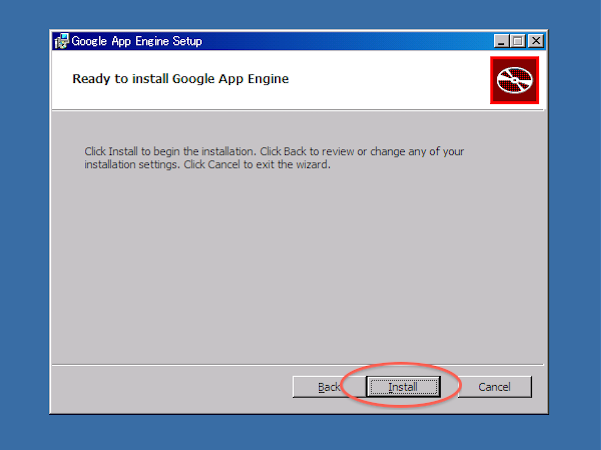 Google App Engine Setup
Ready to install Google App Engine
Click Install to begin the installation. Click Back to review or change any of your
installation settings. Click Cancel to exit the wizard.
Back Install Cancel